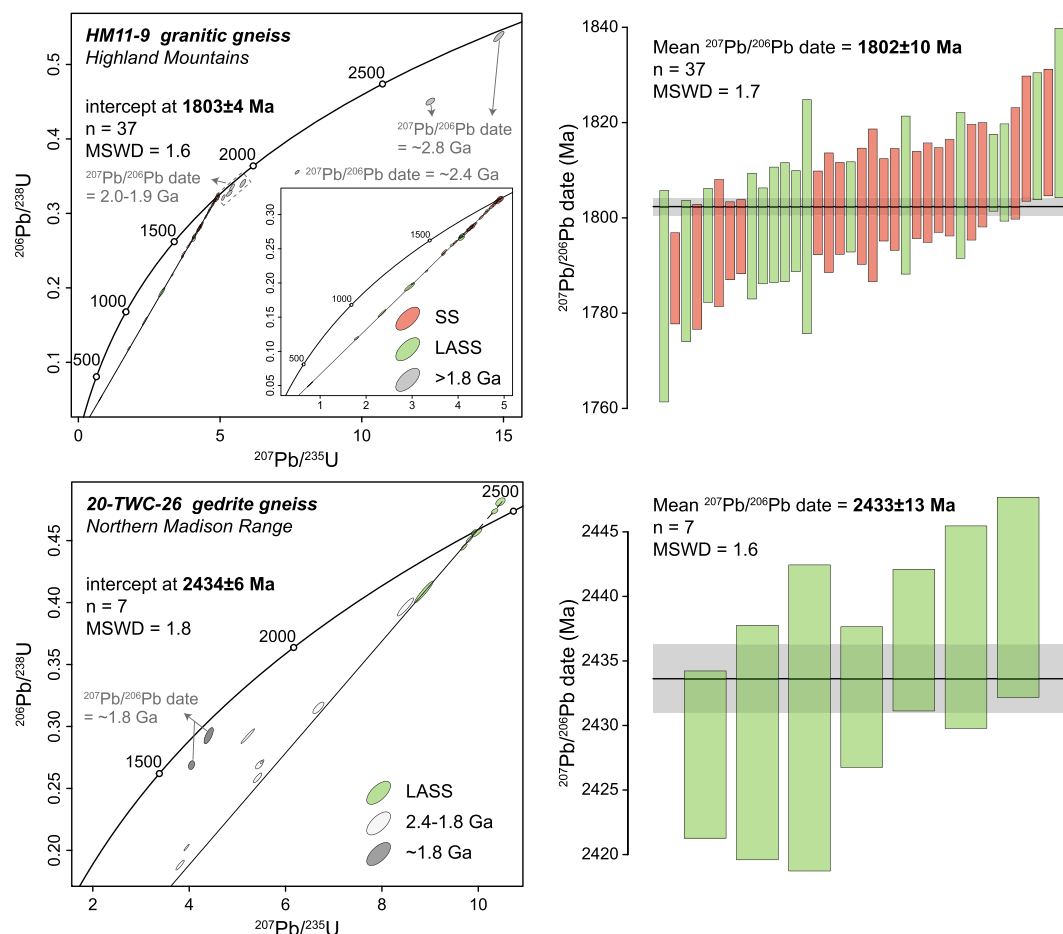 HM11-9 granitic gneiss
Highland Mountains
intercept at 1803±4 Ma
n = 37
MSWD = 1.6
²⁰⁷Pb/²⁰⁶Pb date
= 2.0-1.9 Ga
²⁰⁷Pb/²⁰⁶Pb date
= ~2.8 Ga
²⁰⁷Pb/²⁰⁶Pb date = ~2.4 Ga
500
1000
1500
2000
2500
0.5
0.4
0.3
0.2
0.1
²⁰⁶Pb/²³⁸U
0 5 10 15
²⁰⁷Pb/²³⁵U
0.30
0.25
0.20
0.15
0.10
0.05
500
1000
1500
1 2 3 4 5
SS
LASS
>1.8 Ga
Mean ²⁰⁷Pb/²⁰⁶Pb date = 1802±10 Ma
n = 37
MSWD = 1.7
1840
1820
1800
1780
1760
²⁰⁷Pb/²⁰⁶Pb date (Ma)
20-TWC-26 gedrite gneiss
Northern Madison Range
intercept at 2434±6 Ma
n = 7
MSWD = 1.8
²⁰⁷Pb/²⁰⁶Pb date
= ~1.8 Ga
1500
2000
2500
0.45
0.40
0.35
0.30
0.25
0.20
²⁰⁶Pb/²³⁸U
2 4 6 8 10
²⁰⁷Pb/²³⁵U
LASS
2.4-1.8 Ga
~1.8 Ga
Mean ²⁰⁷Pb/²⁰⁶Pb date = 2433±13 Ma
n = 7
MSWD = 1.6
2445
2440
2435
2430
2425
2420
²⁰⁷Pb/²⁰⁶Pb date (Ma)